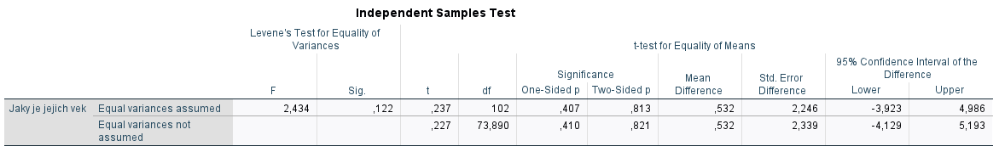 Independent Samples Test
Levene's Test for Equality of
Variances
t-test for Equality of Means
F
Sig.
t
df
Significance
One-Sided p
Two-Sided p
Mean
Difference
Std. Error
Difference
95% Confidence Interval of the
Difference
Lower
Upper
Jaky je jejich vek Equal variances assumed 2,434 ,122 ,237 102 ,407 ,813 ,532 2,246 -3,923 4,986
Equal variances not
assumed
,227 73,890 ,410 ,821 ,532 2,339 -4,129 5,193